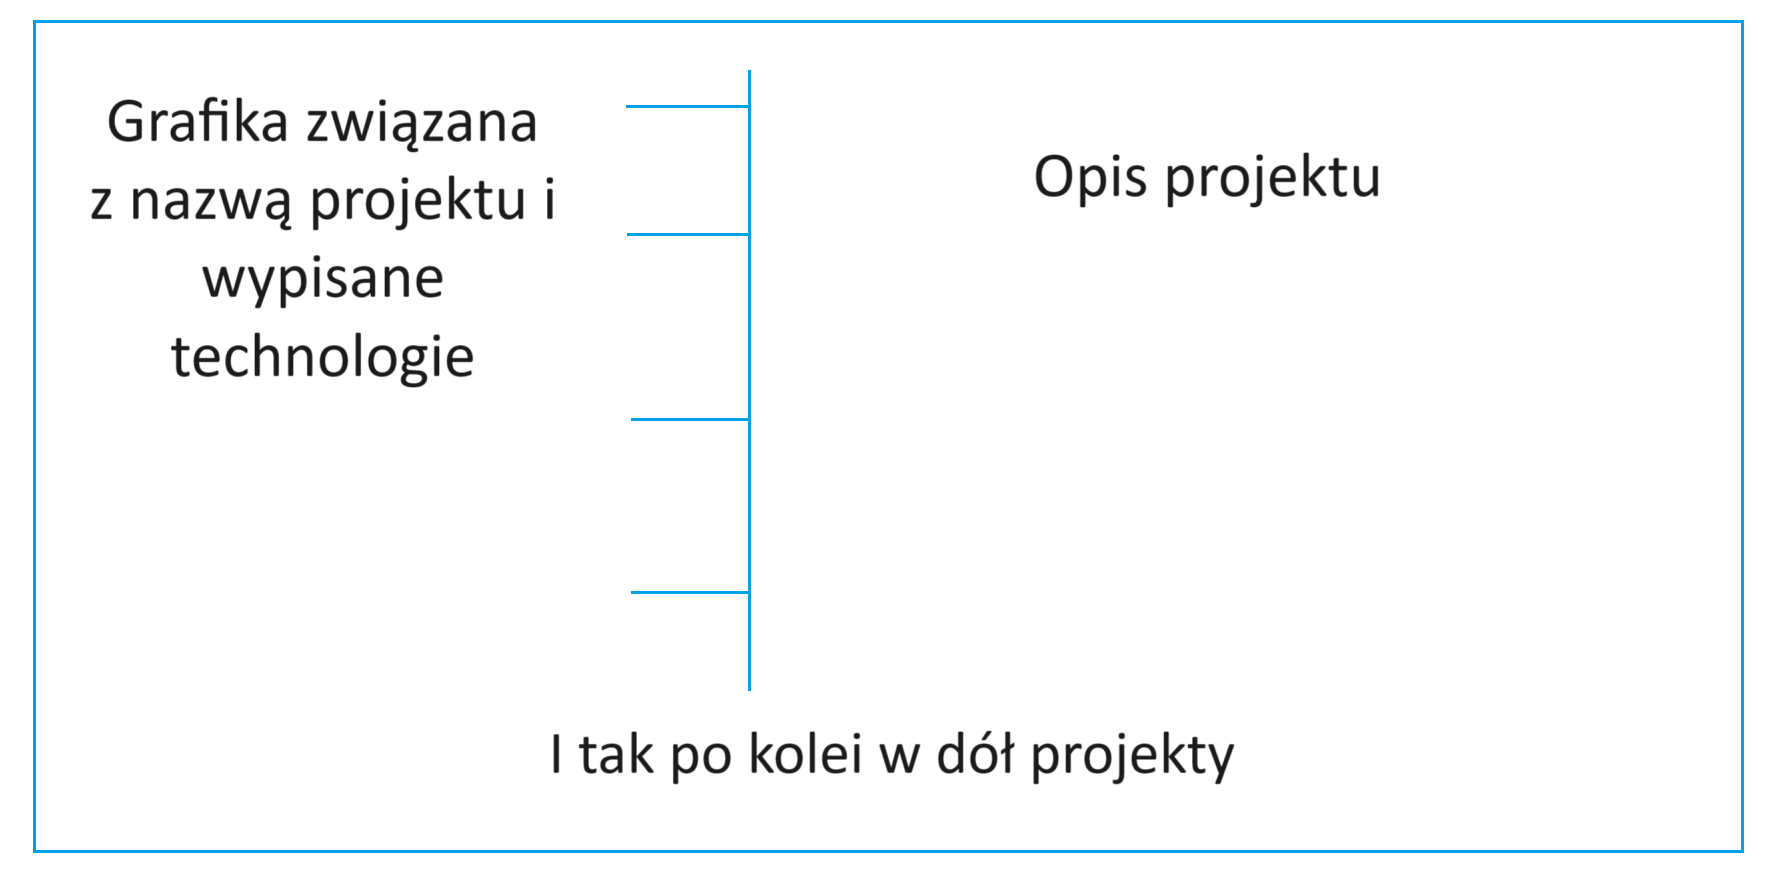 Grafika związana
z nazwą projektu i
wypisane
technologie
Opis projektu
I tak po kolei w dół projekty